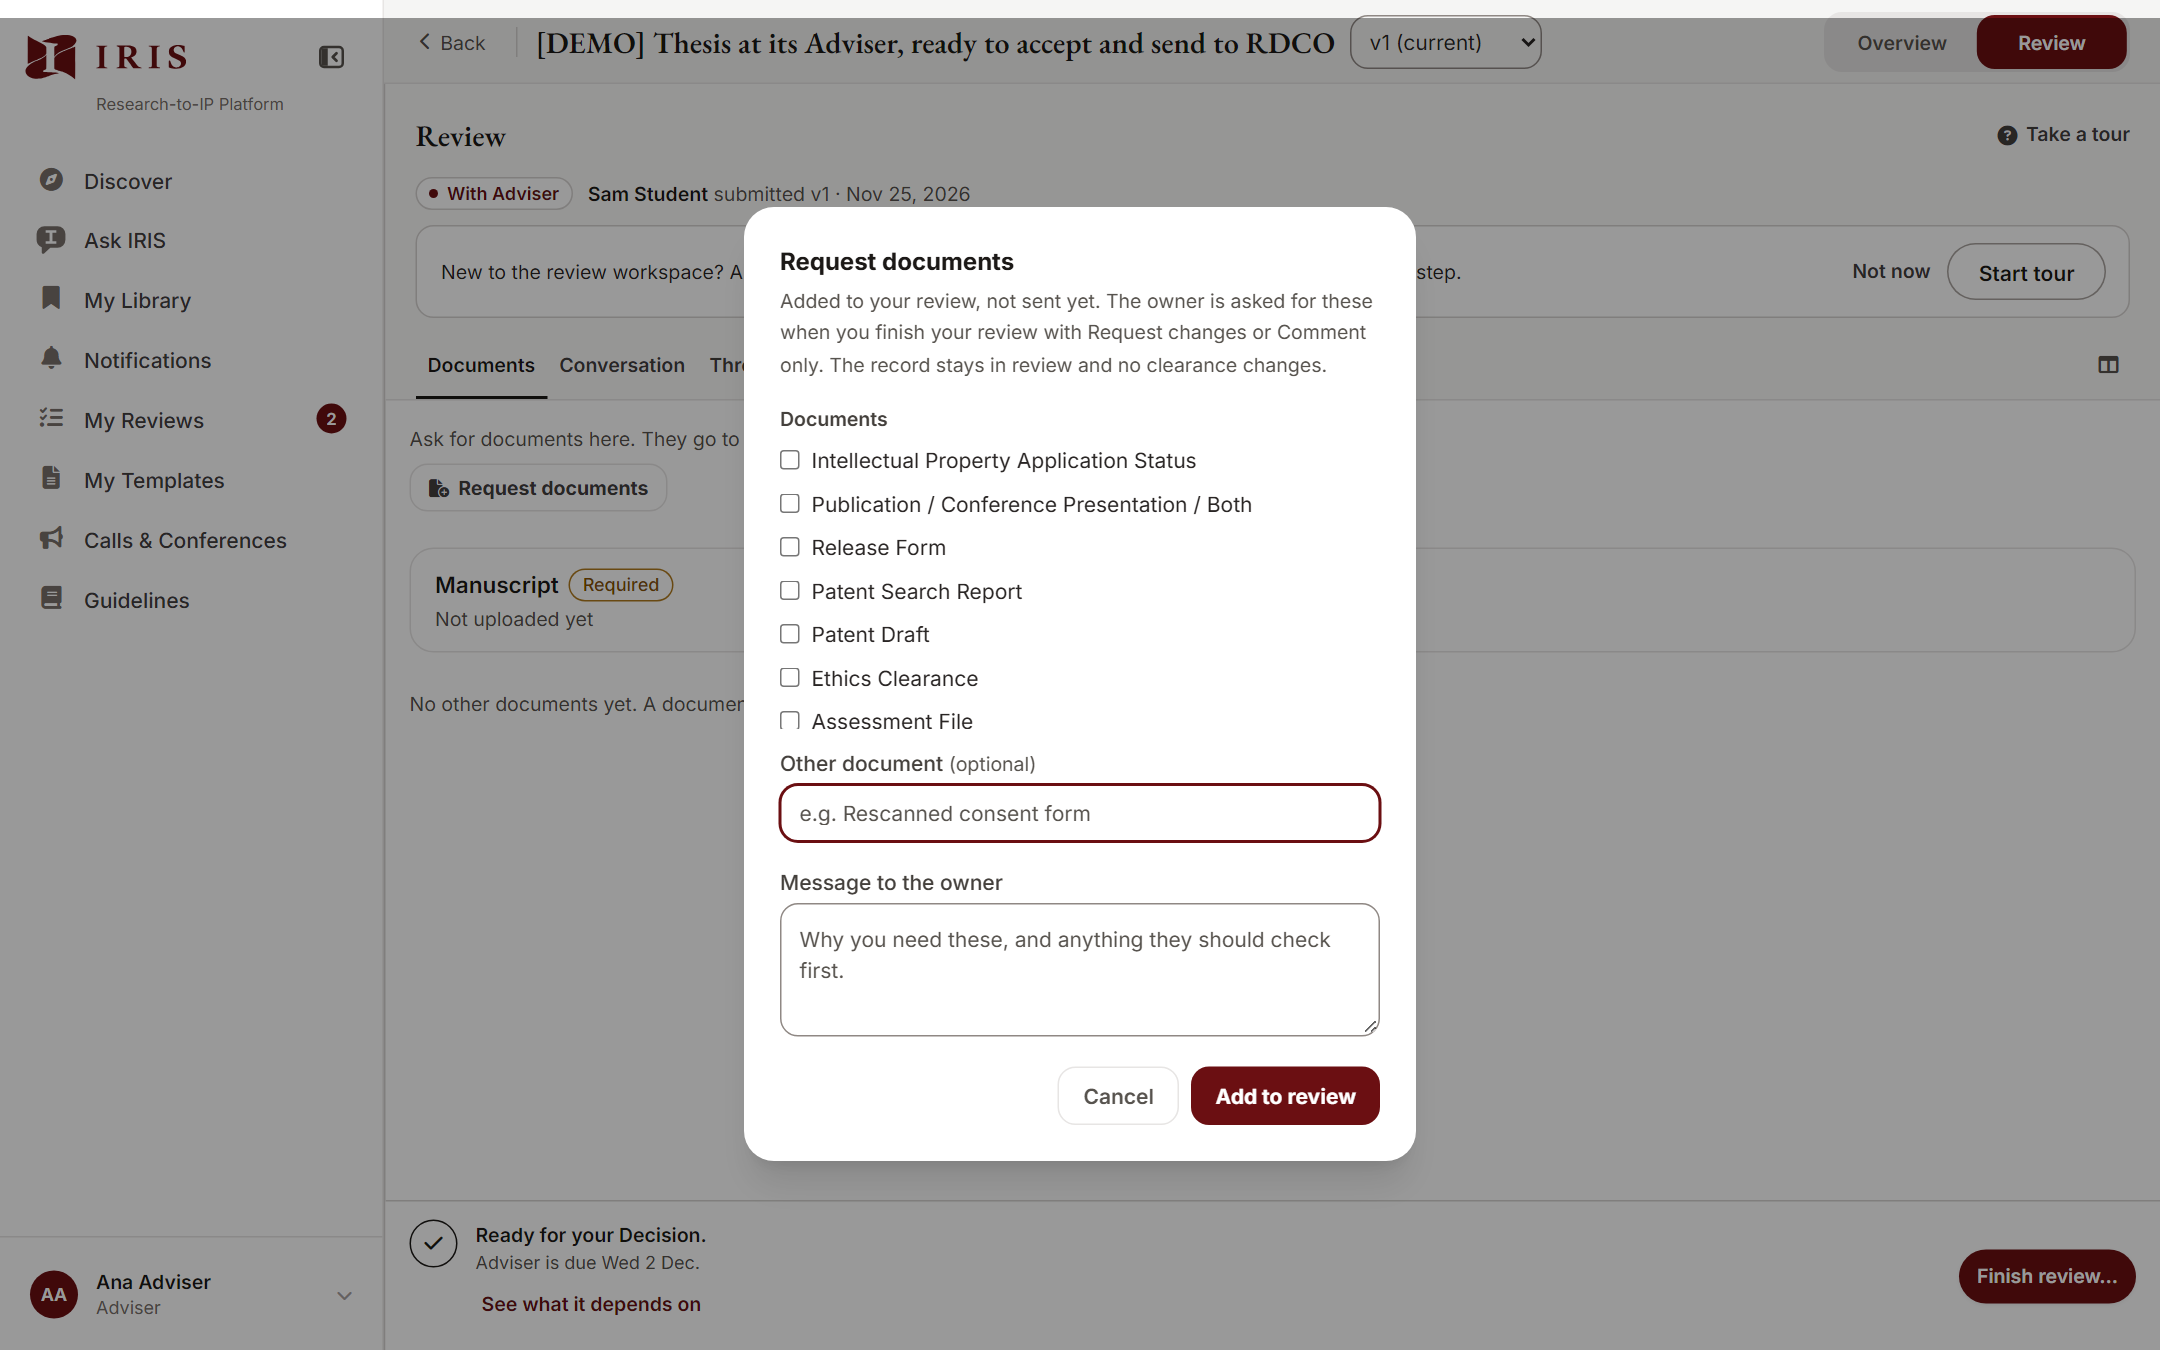 IRIS
Research-to-IP Platform
Discover
Ask IRIS
My Library
Notifications
My Reviews
2
My Templates
Calls & Conferences
Guidelines
AA
Ana Adviser
Adviser
Back
[DEMO] Thesis at its Adviser, ready to accept and send to RDCO
v1 (current)
Overview
Review
Review
Take a tour
With Adviser
Sam Student submitted v1 · Nov 25, 2026
New to the review workspace? A
step.
Not now
Start tour
Documents
Conversation
Ask for documents here. They go to
Request documents
Manuscript
Required
Not uploaded yet
No other documents yet. A
Request documents
Added to your review, not sent yet. The owner is asked for these
when you finish your review with Request changes or Comment
only. The record stays in review and no clearance changes.
Documents
Intellectual Property Application Status
Publication / Conference Presentation / Both
Release Form
Patent Search Report
Patent Draft
Ethics Clearance
Assessment File
Other document (optional)
e.g. Rescanned consent form
Message to the owner
Why you need these, and anything they should check
first.
Cancel
Add to review
Ready for your Decision.
Adviser is due Wed 2 Dec.
See what it depends on
Finish review...